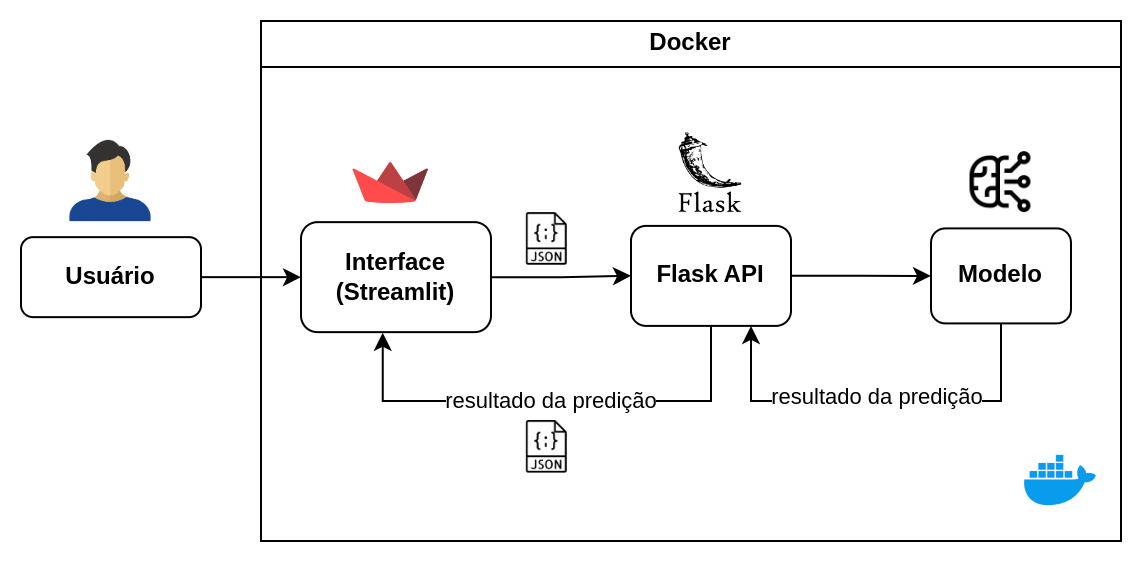 Docker
Usuário
Interface
(Streamlit)
{;}
JSON
Flask
Flask API
Modelo
resultado da predição
{;}
JSON
resultado da predição